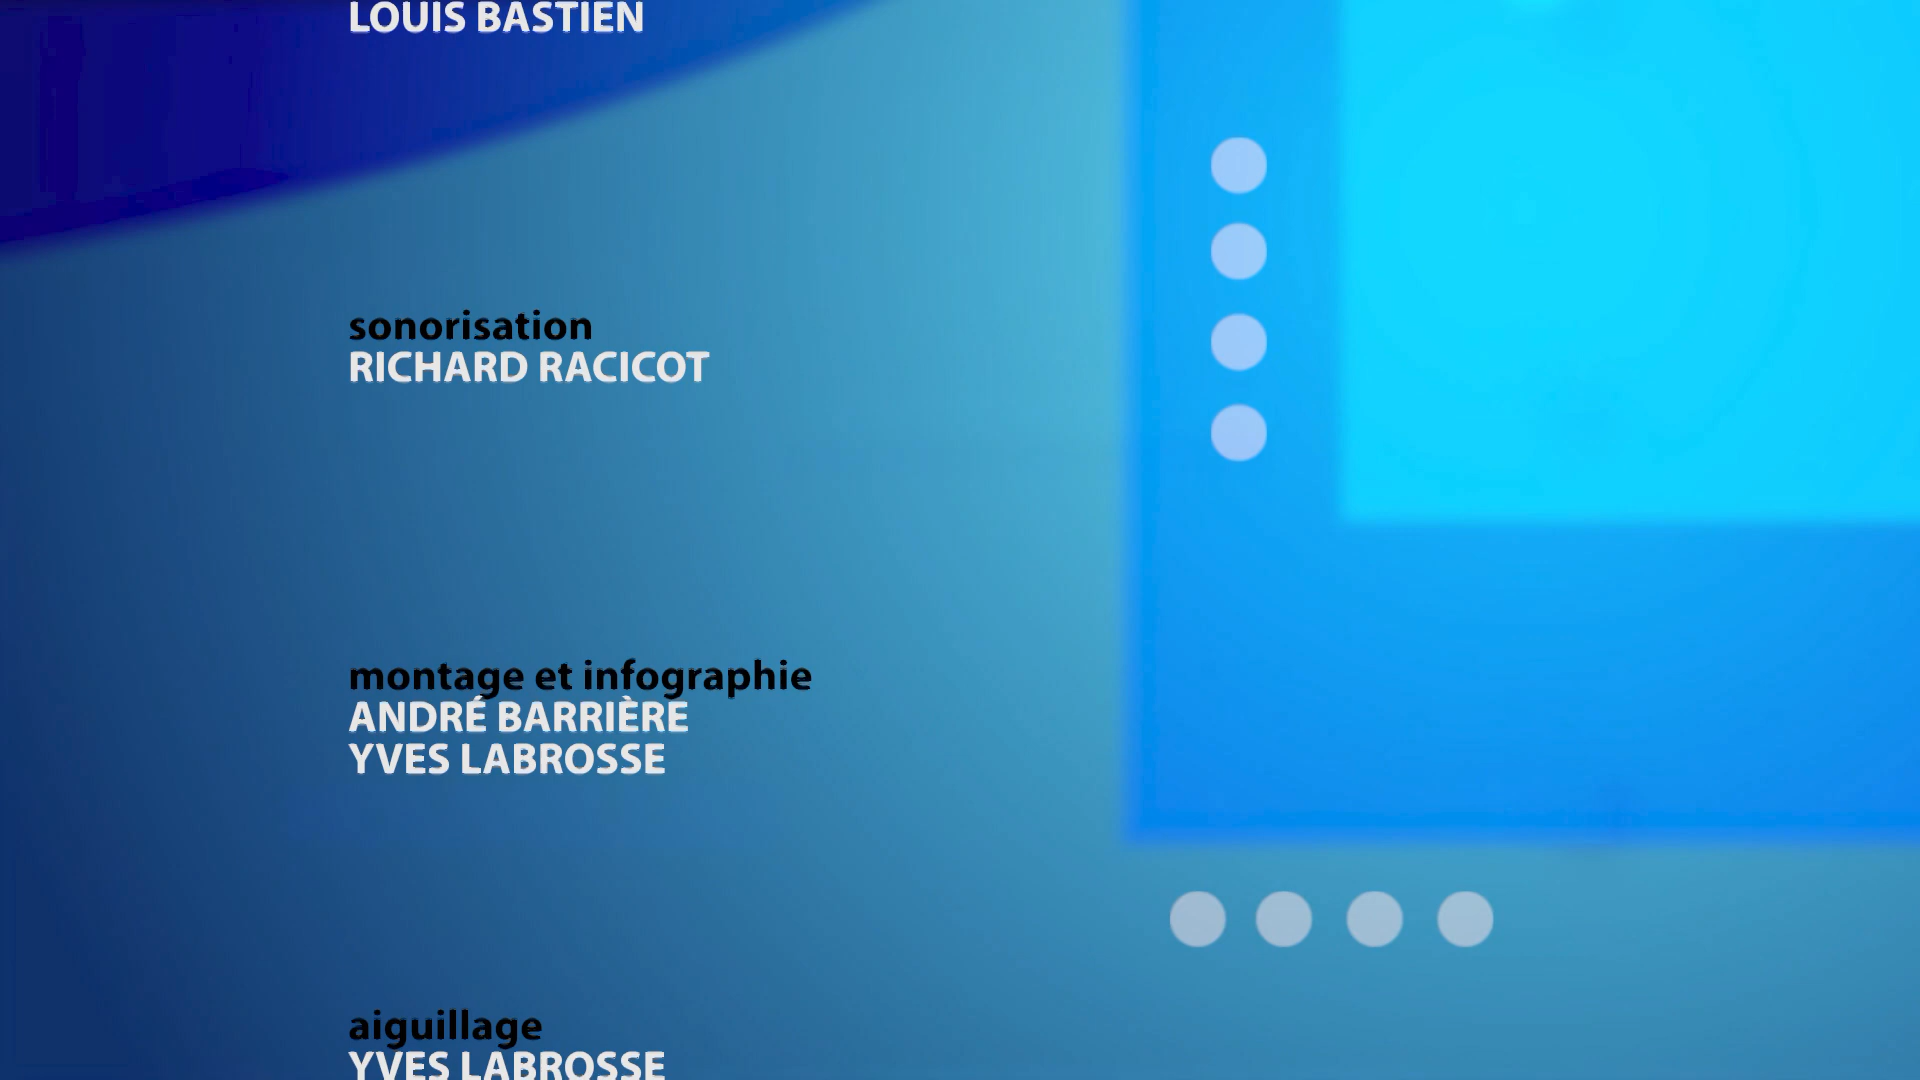 LOUIS BASTIEN
sonorisation
RICHARD RACICOT
montage et infographie
ANDRÉ BARRIÈRE
YVES LABROSSE
aiguillage
YVES LABROSSE